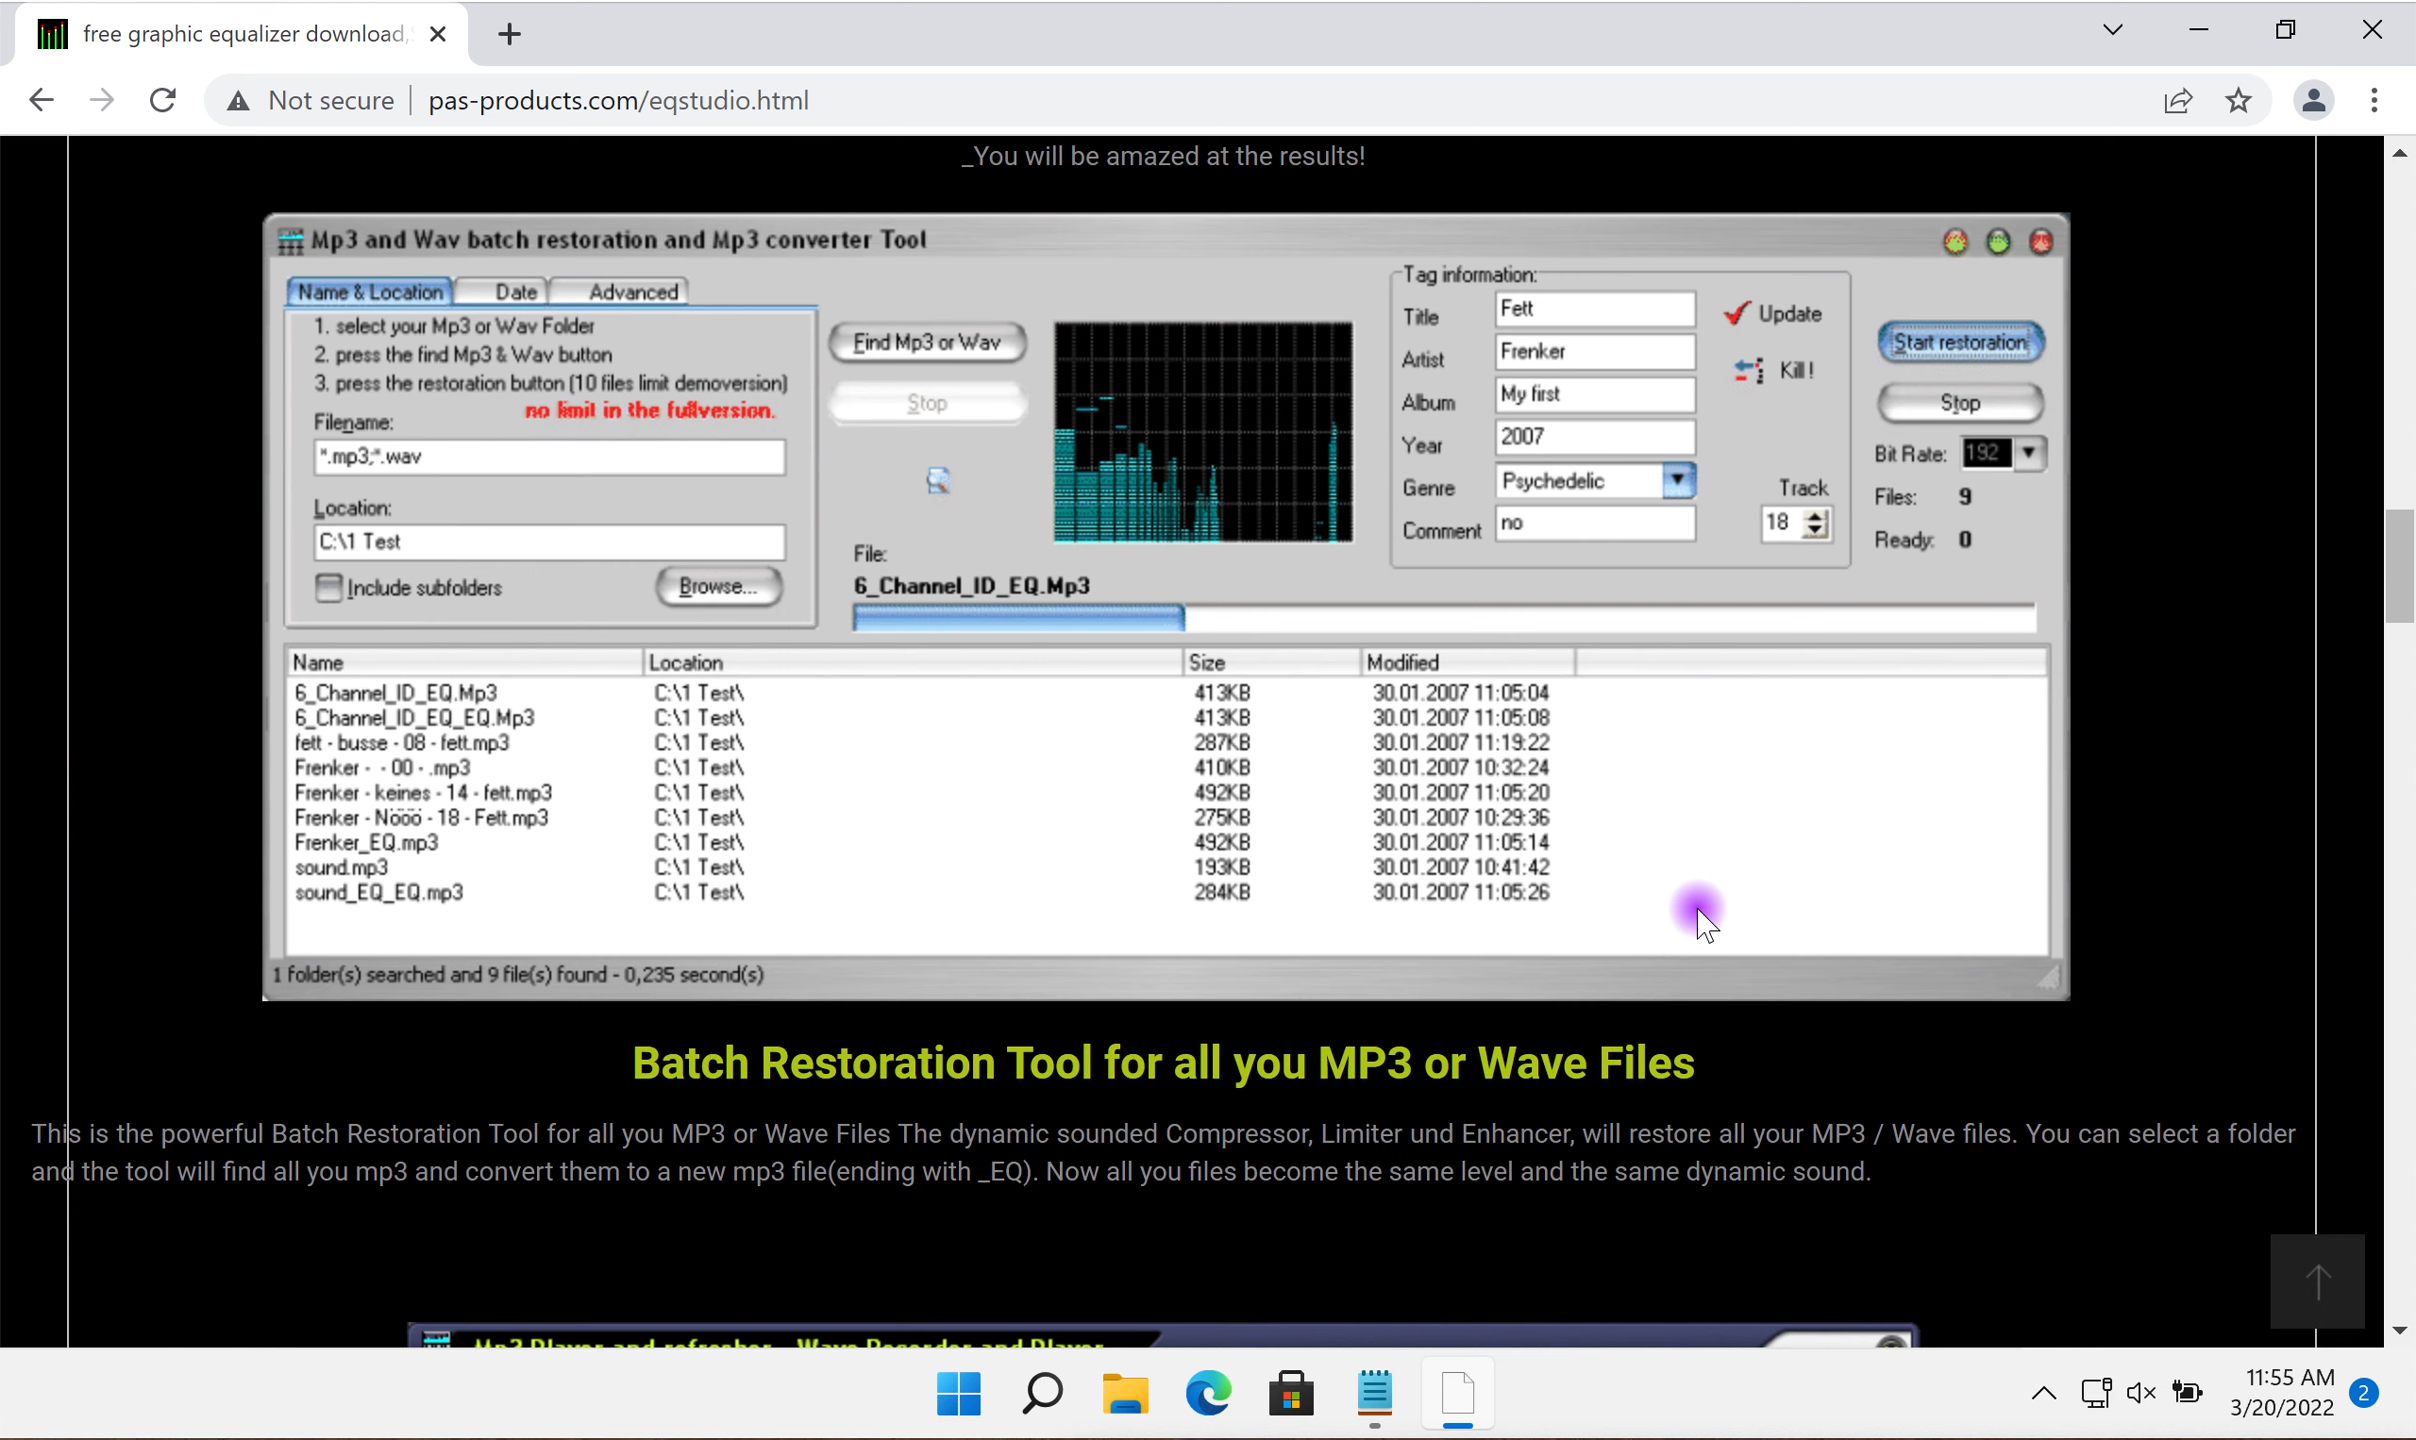 free graphic equalizer download,
Not secure
pas-products.com/eqstudio.html
_You will be amazed at the results!
Mp3 and Wav batch restoration and Mp3 converter Tool
Name & Location
Date
Advanced
1. select your Mp3 or Wav Folder
2. press the find Mp3 & Wav button
3. press the restoration button (10 files limit demoversion)
no limit in the fullversion.
Filename:
*.mp3;*.wav
Location:
C:\1 Test
Include subfolders
Browse...
Find Mp3 or Wav
Stop
File:
6_Channel_ID_EQ.Mp3
Tag information:
Title Fett
Artist Frenker
Album My first
Year 2007
Genre Psychedelic
Comment no
Update
Kill !
Track
18
Start restoration
Stop
Bit Rate: 192
Files: 9
Ready: 0
Name Location Size Modified
6_Channel_ID_EQ.Mp3 C:\1 Test\ 413KB 30.01.2007 11:05:04
6_Channel_ID_EQ_EQ.Mp3 C:\1 Test\ 413KB 30.01.2007 11:05:08
fett - busse - 08 - fett.mp3 C:\1 Test\ 287KB 30.01.2007 11:19:22
Frenker - - 00 - .mp3 C:\1 Test\ 410KB 30.01.2007 10:32:24
Frenker - keines - 14 - fett.mp3 C:\1 Test\ 492KB 30.01.2007 11:05:20
Frenker - Nööö - 18 - Fett.mp3 C:\1 Test\ 275KB 30.01.2007 10:29:36
Frenker_EQ.mp3 C:\1 Test\ 492KB 30.01.2007 11:05:14
sound.mp3 C:\1 Test\ 193KB 30.01.2007 10:41:42
sound_EQ_EQ.mp3 C:\1 Test\ 284KB 30.01.2007 11:05:26
1 folder(s) searched and 9 file(s) found - 0,235 second(s)
Batch Restoration Tool for all you MP3 or Wave Files
This is the powerful Batch Restoration Tool for all you MP3 or Wave Files The dynamic sounded Compressor, Limiter und Enhancer, will restore all your MP3 / Wave files. You can select a folder
and the tool will find all you mp3 and convert them to a new mp3 file(ending with _EQ). Now all you files become the same level and the same dynamic sound.
Mp3 Player and refresher - Wave Recorder and Player
11:55 AM
3/20/2022
2